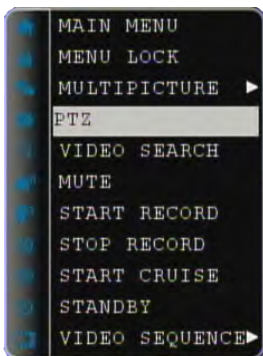 MAIN MENU
MENU LOCK
MULTIPICTURE
PTZ
VIDEO SEARCH
MUTE
START RECORD
STOP RECORD
START CRUISE
STANDBY
VIDEO SEQUENCE